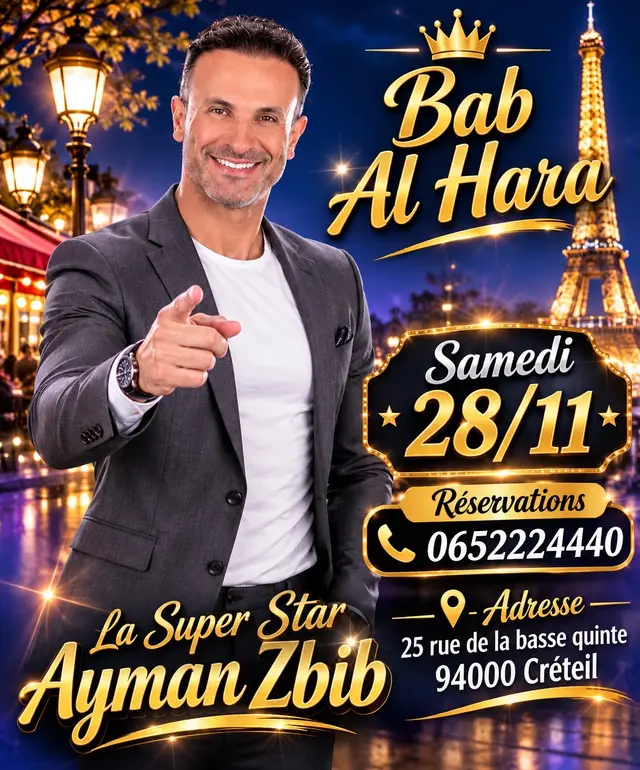 Bab
Al Hara
Samedi
28/11
Réservations
0652224440
- Adresse
25 rue de la basse quinte
94000 Créteil
La Super Star
Ayman Zbib